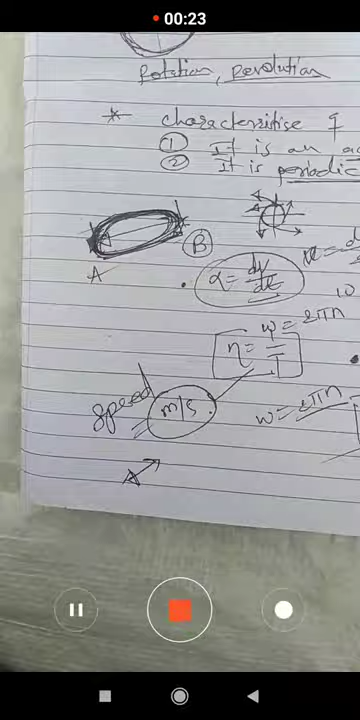 00:23
Rotation, revolution
* characterstise of
① It is an
② It is periodic
A
B
α = dv/dt
ω = 2πn
η = 1/T
speed
m/s
ω = 2πn
A